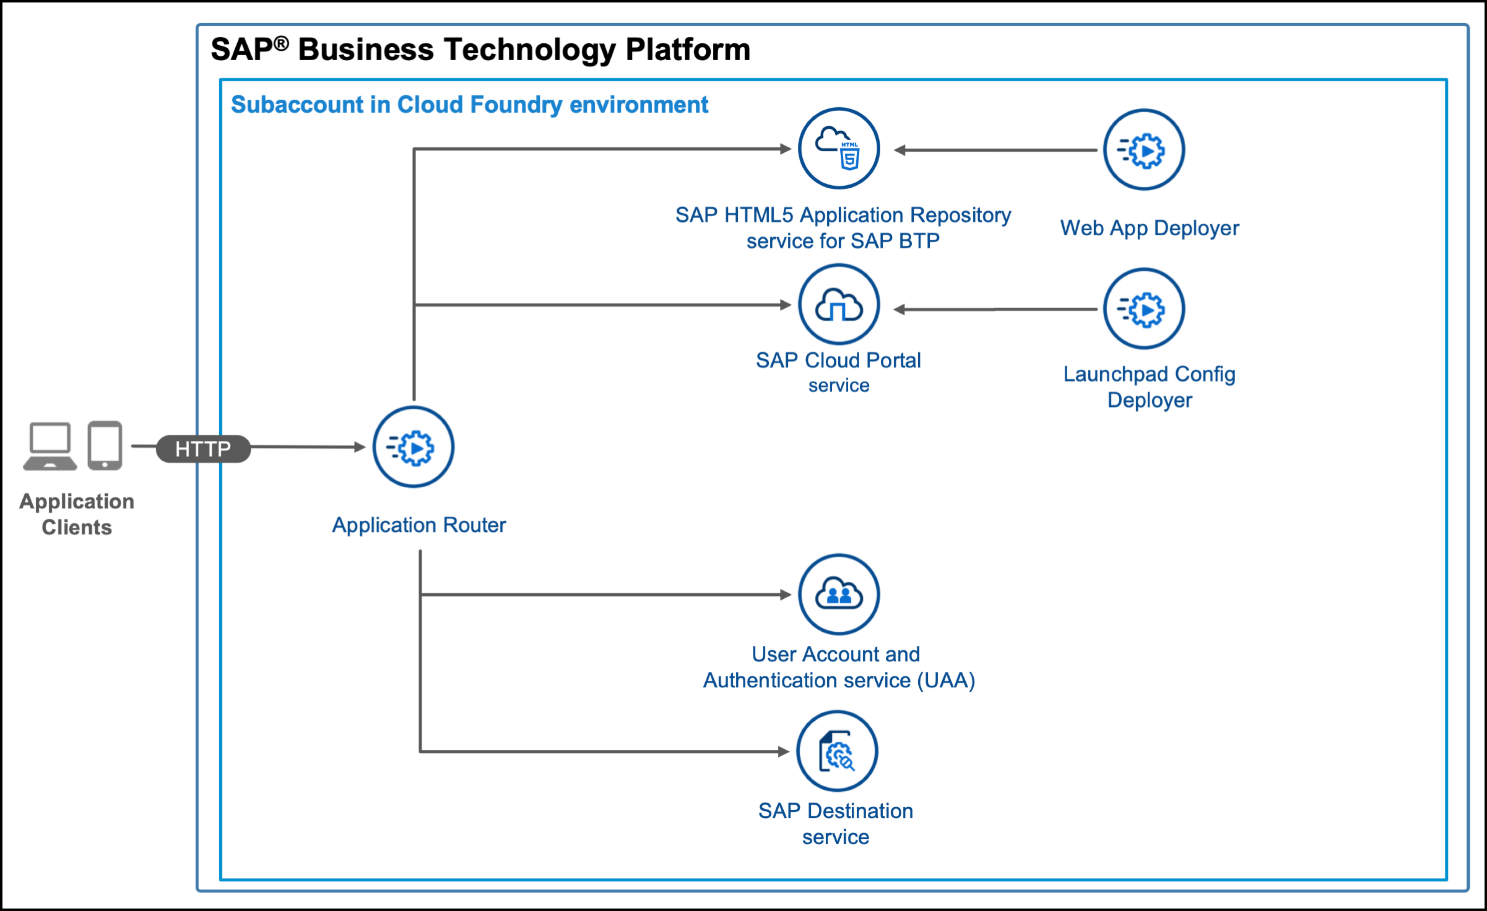 SAP® Business Technology Platform
Subaccount in Cloud Foundry environment
HTML
5
SAP HTML5 Application Repository
service for SAP BTP
Web App Deployer
SAP Cloud Portal
service
Launchpad Config
Deployer
HTTP
Application
Clients
Application Router
User Account and
Authentication service (UAA)
SAP Destination
service